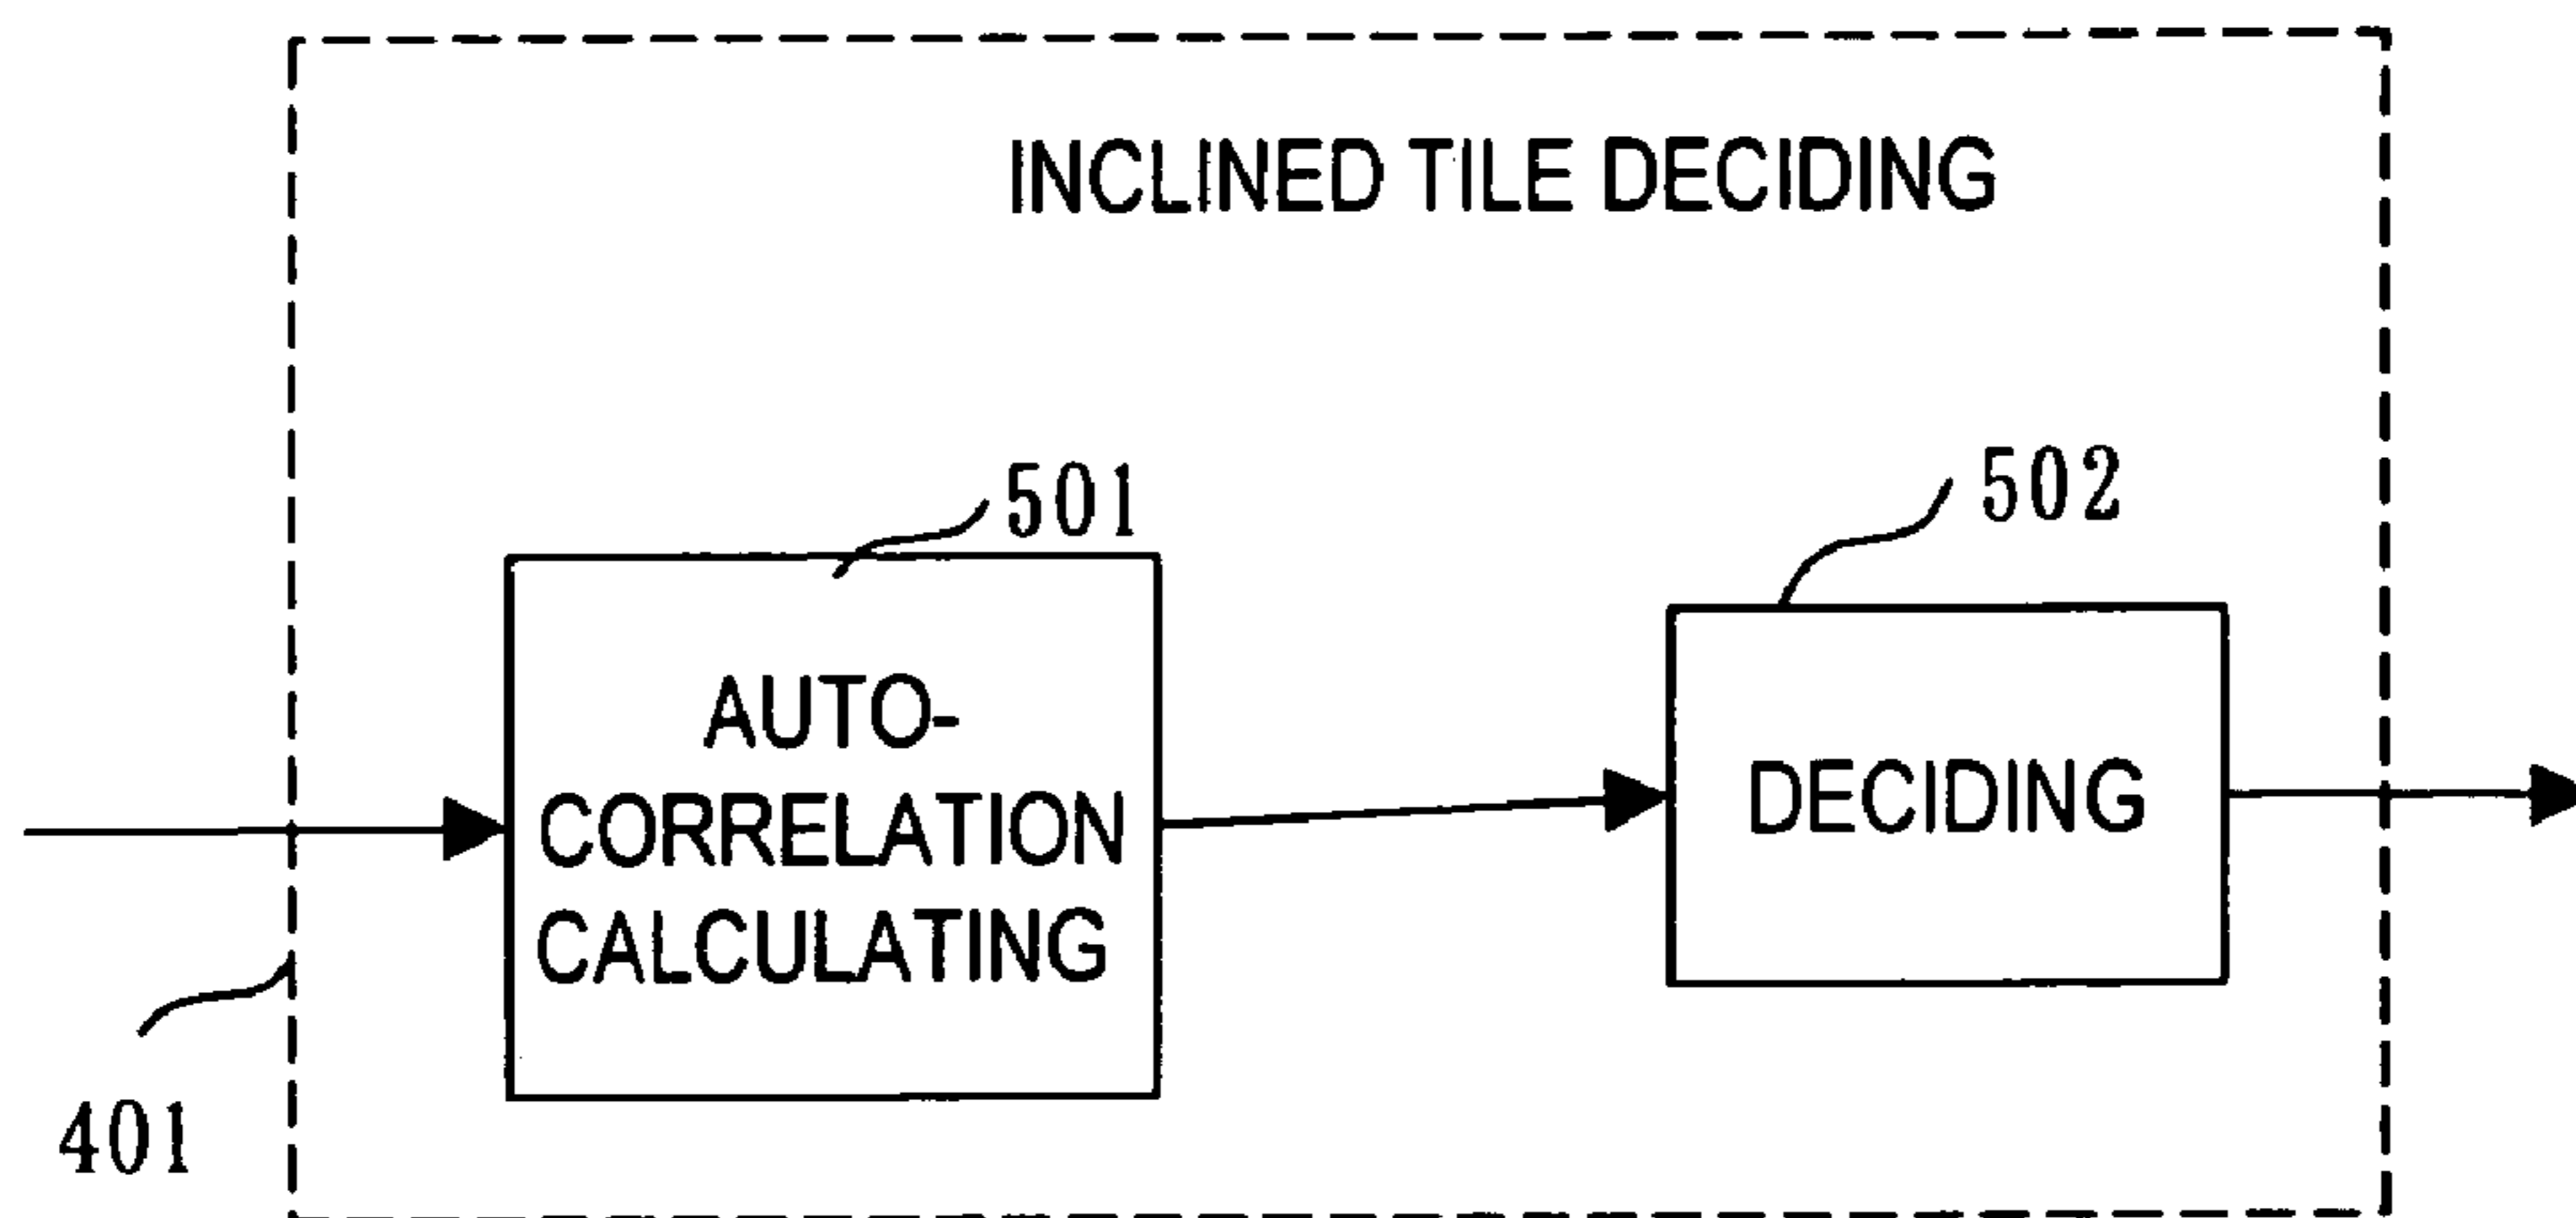 INCLINED TILE DECIDING
501
502
AUTO-
CORRELATION
CALCULATING
DECIDING
401